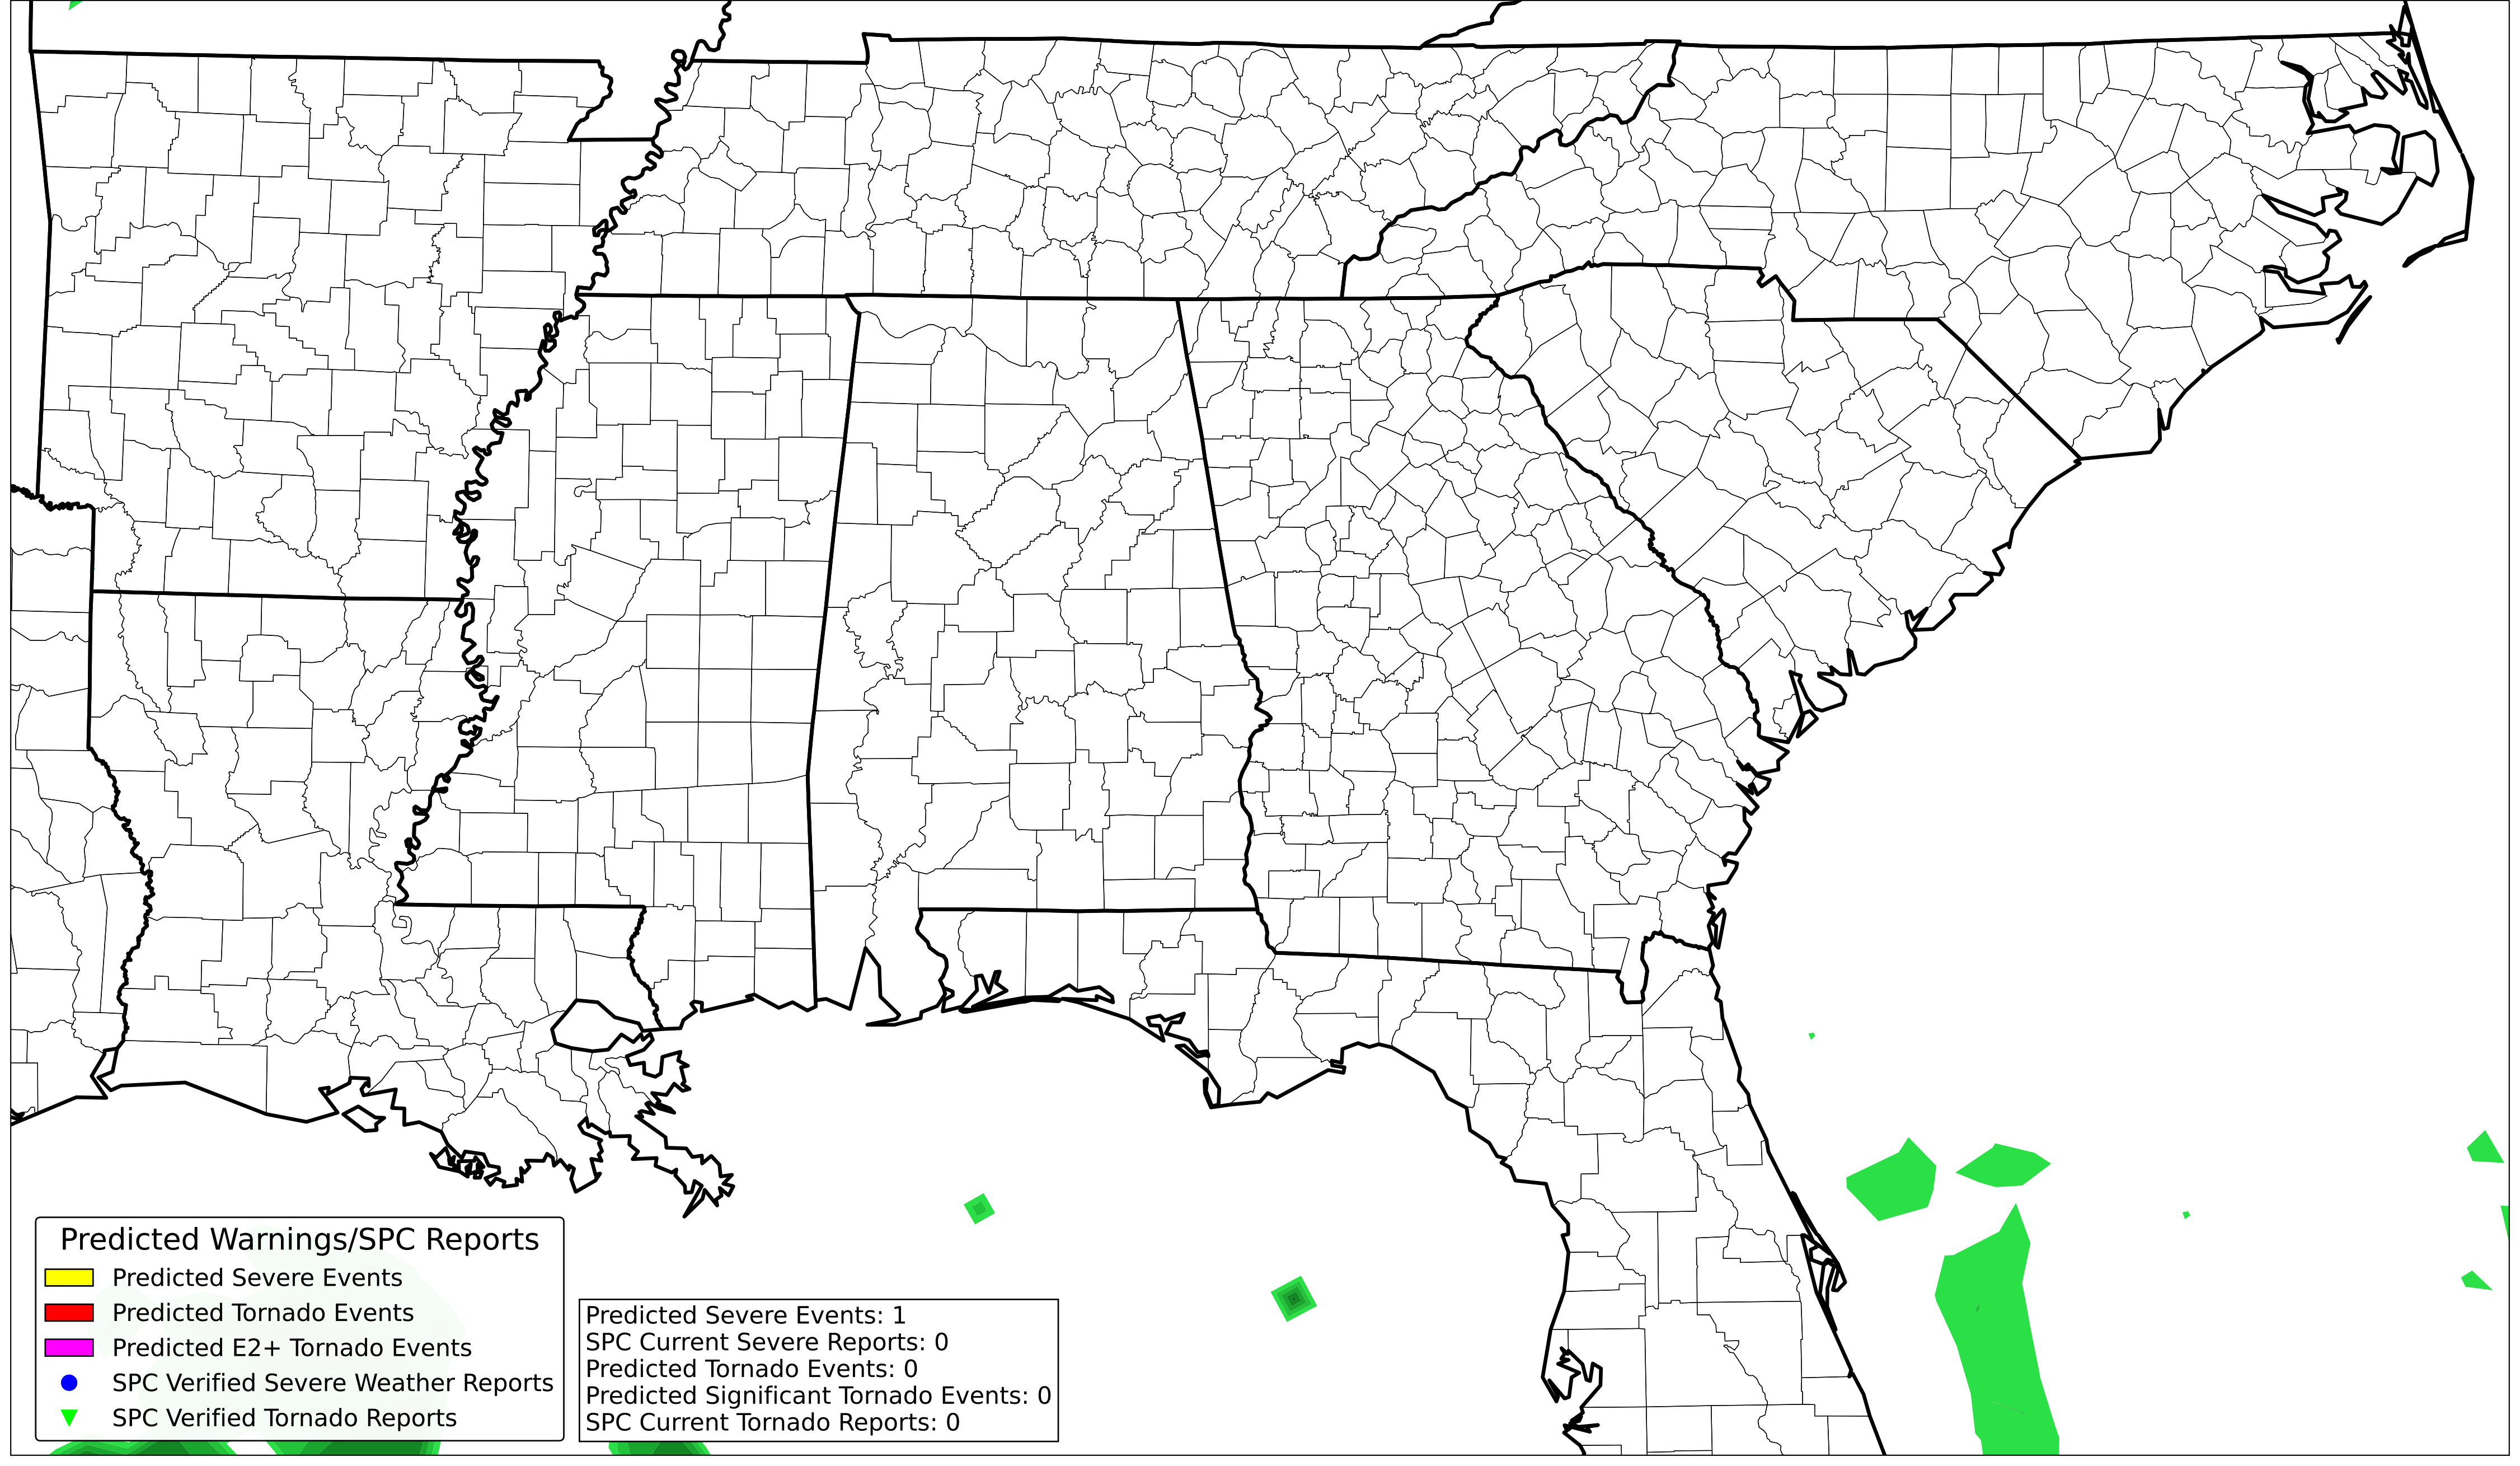 Predicted Warnings/SPC Reports
Predicted Severe Events
Predicted Tornado Events
Predicted E2+ Tornado Events
SPC Verified Severe Weather Reports
SPC Verified Tornado Reports
Predicted Severe Events: 1
SPC Current Severe Reports: 0
Predicted Tornado Events: 0
Predicted Significant Tornado Events: 0
SPC Current Tornado Reports: 0